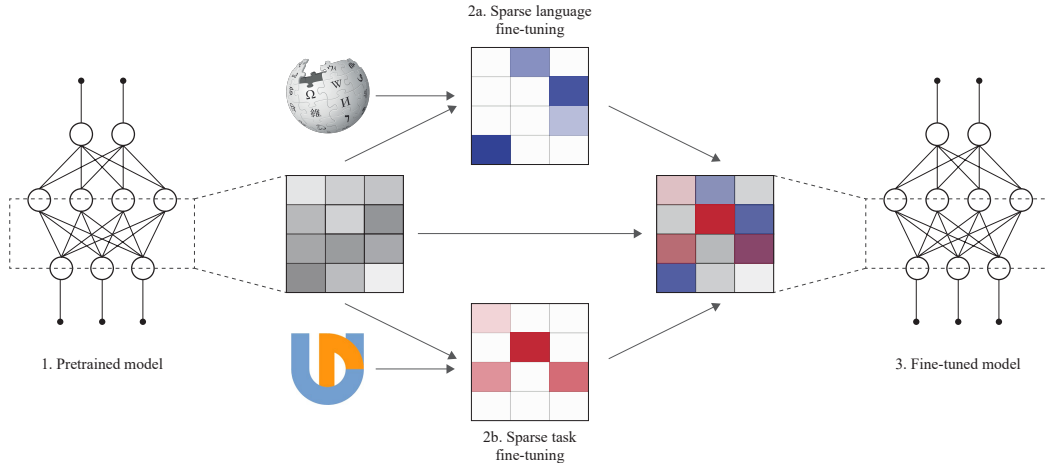 2a. Sparse language
fine-tuning
Ω
W
И
1. Pretrained model
3. Fine-tuned model
2b. Sparse task
fine-tuning